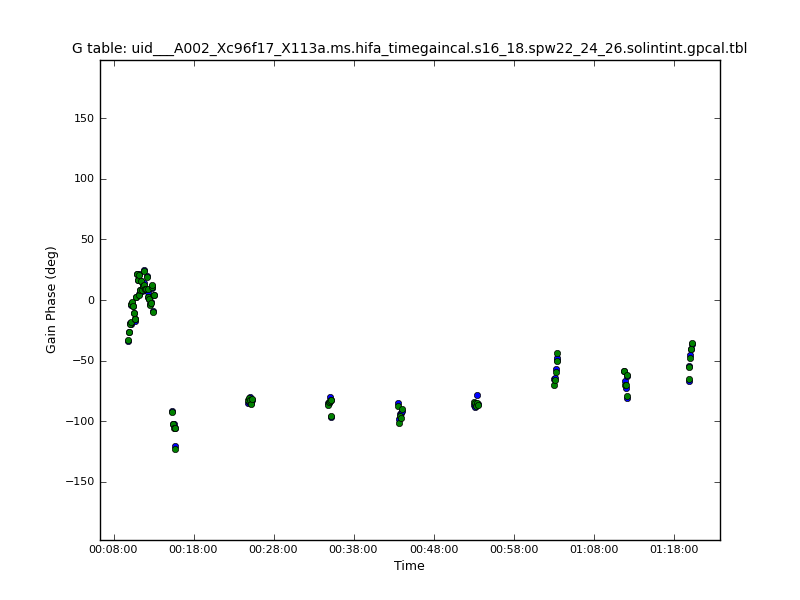 G table: uid___A002_Xc96f17_X113a.ms.hifa_timegaincal.s16_18.spw22_24_26.solintint.gpcal.tbl
150
100
50
0
−50
−100
−150
Gain Phase (deg)
00:08:00 00:18:00 00:28:00 00:38:00 00:48:00 00:58:00 01:08:00 01:18:00
Time